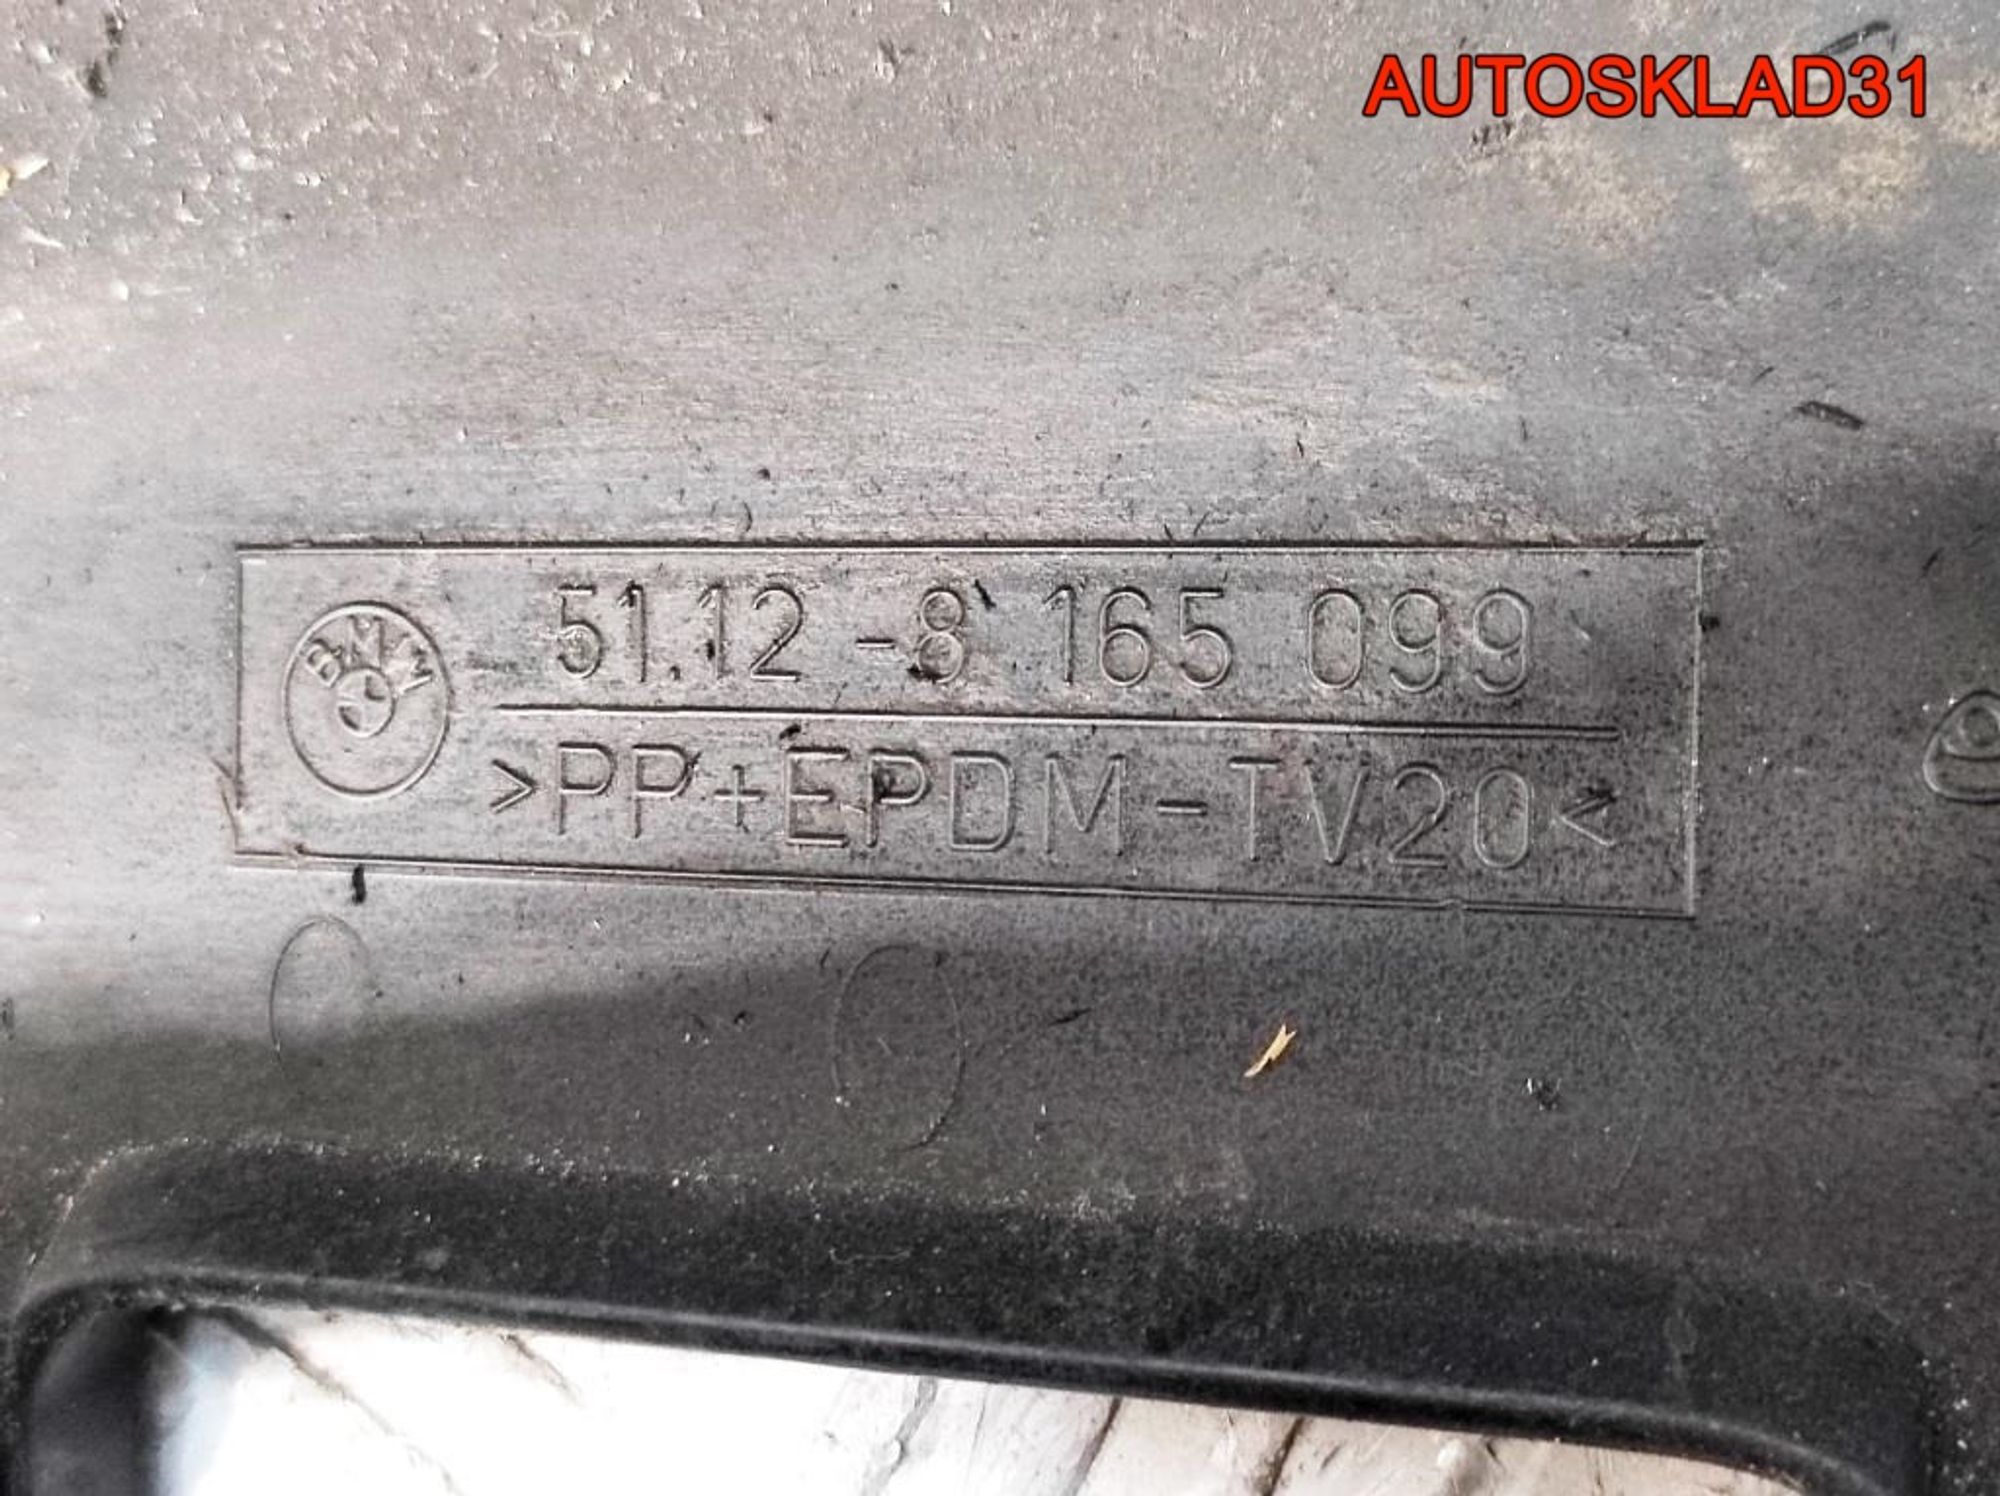 AUTOSKLAD31
BMW
51.12-8 165 099
>PP+EPDM-TV20<